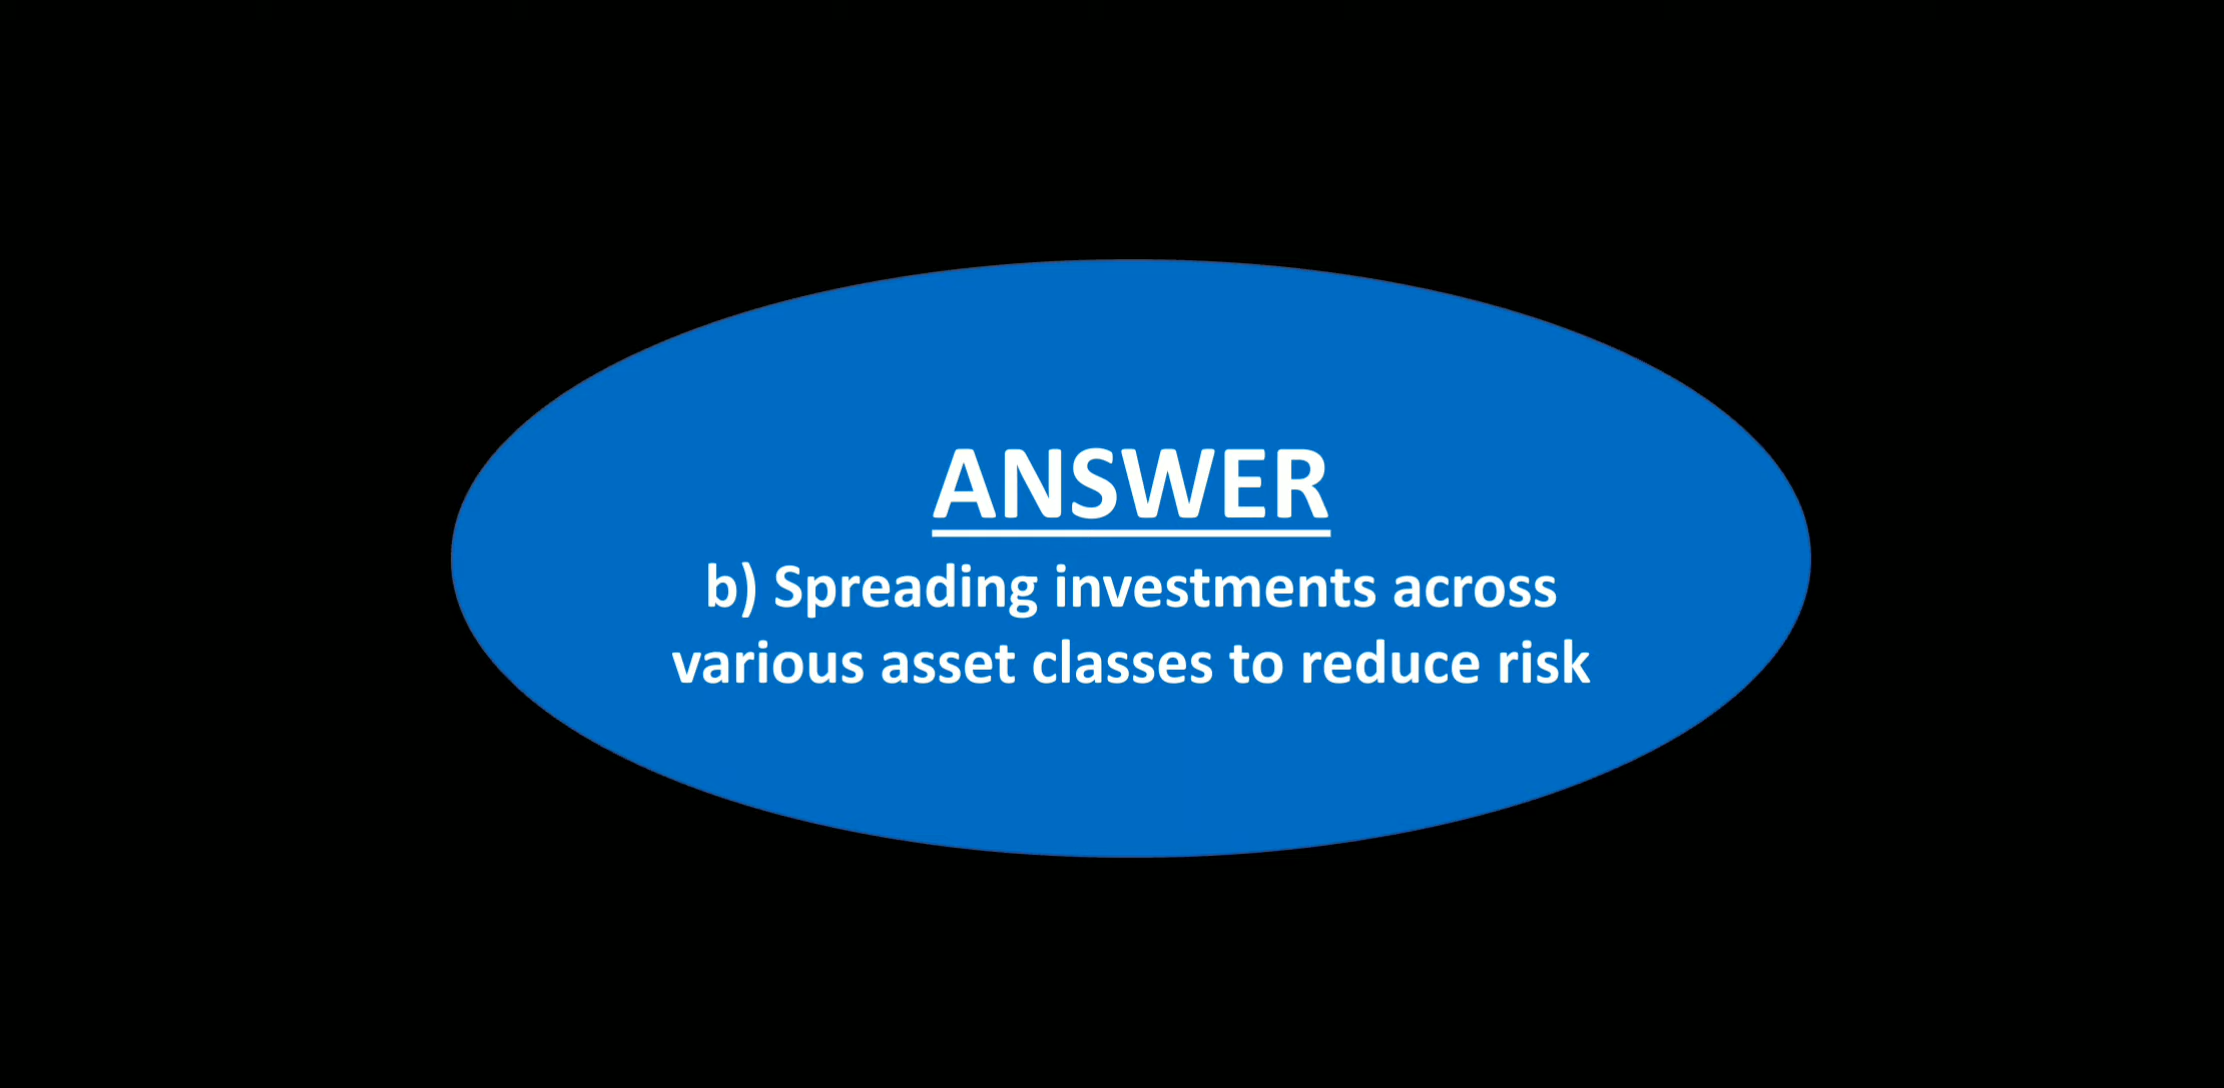 ANSWER
b) Spreading investments across
various asset classes to reduce risk